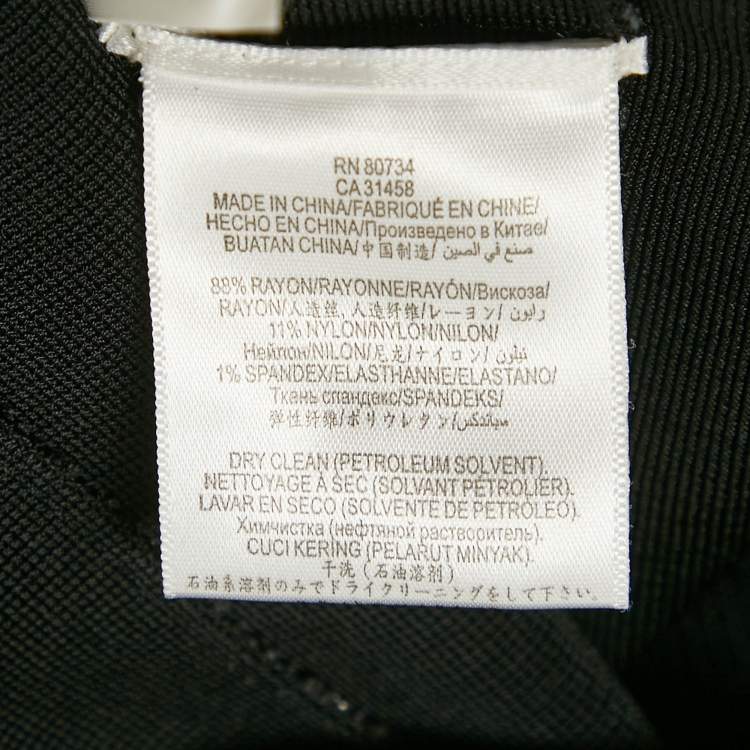 RN 80734
CA 31458
MADE IN CHINA/FABRIQUÉ EN CHINE/
HECHO EN CHINA/Произведено в Китае/
BUATAN CHINA/中国制造/ صنع في الصين
88% RAYON/RAYONNE/RAYÓN/Вискоза/
RAYON/人造丝, 人造纤维/レーヨン/ رايون/
11% NYLON/NYLON/NILON/
Нейлон/NILON/尼龙/ナイロン/ نيلون/
1% SPANDEX/ELASTHANNE/ELASTANO/
Ткань спандекс/SPANDEKS/
弹性纤维/ポリウレタン/ سباندكس
DRY CLEAN (PETROLEUM SOLVENT).
NETTOYAGE À SEC (SOLVANT PÉTROLIER).
LAVAR EN SECO (SOLVENTE DE PETRÓLEO).
Химчистка (нефтяной растворитель).
CUCI KERING (PELARUT MINYAK).
干洗 (石油溶剂)
石油系溶剤のみでドライクリーニングをして下さい.